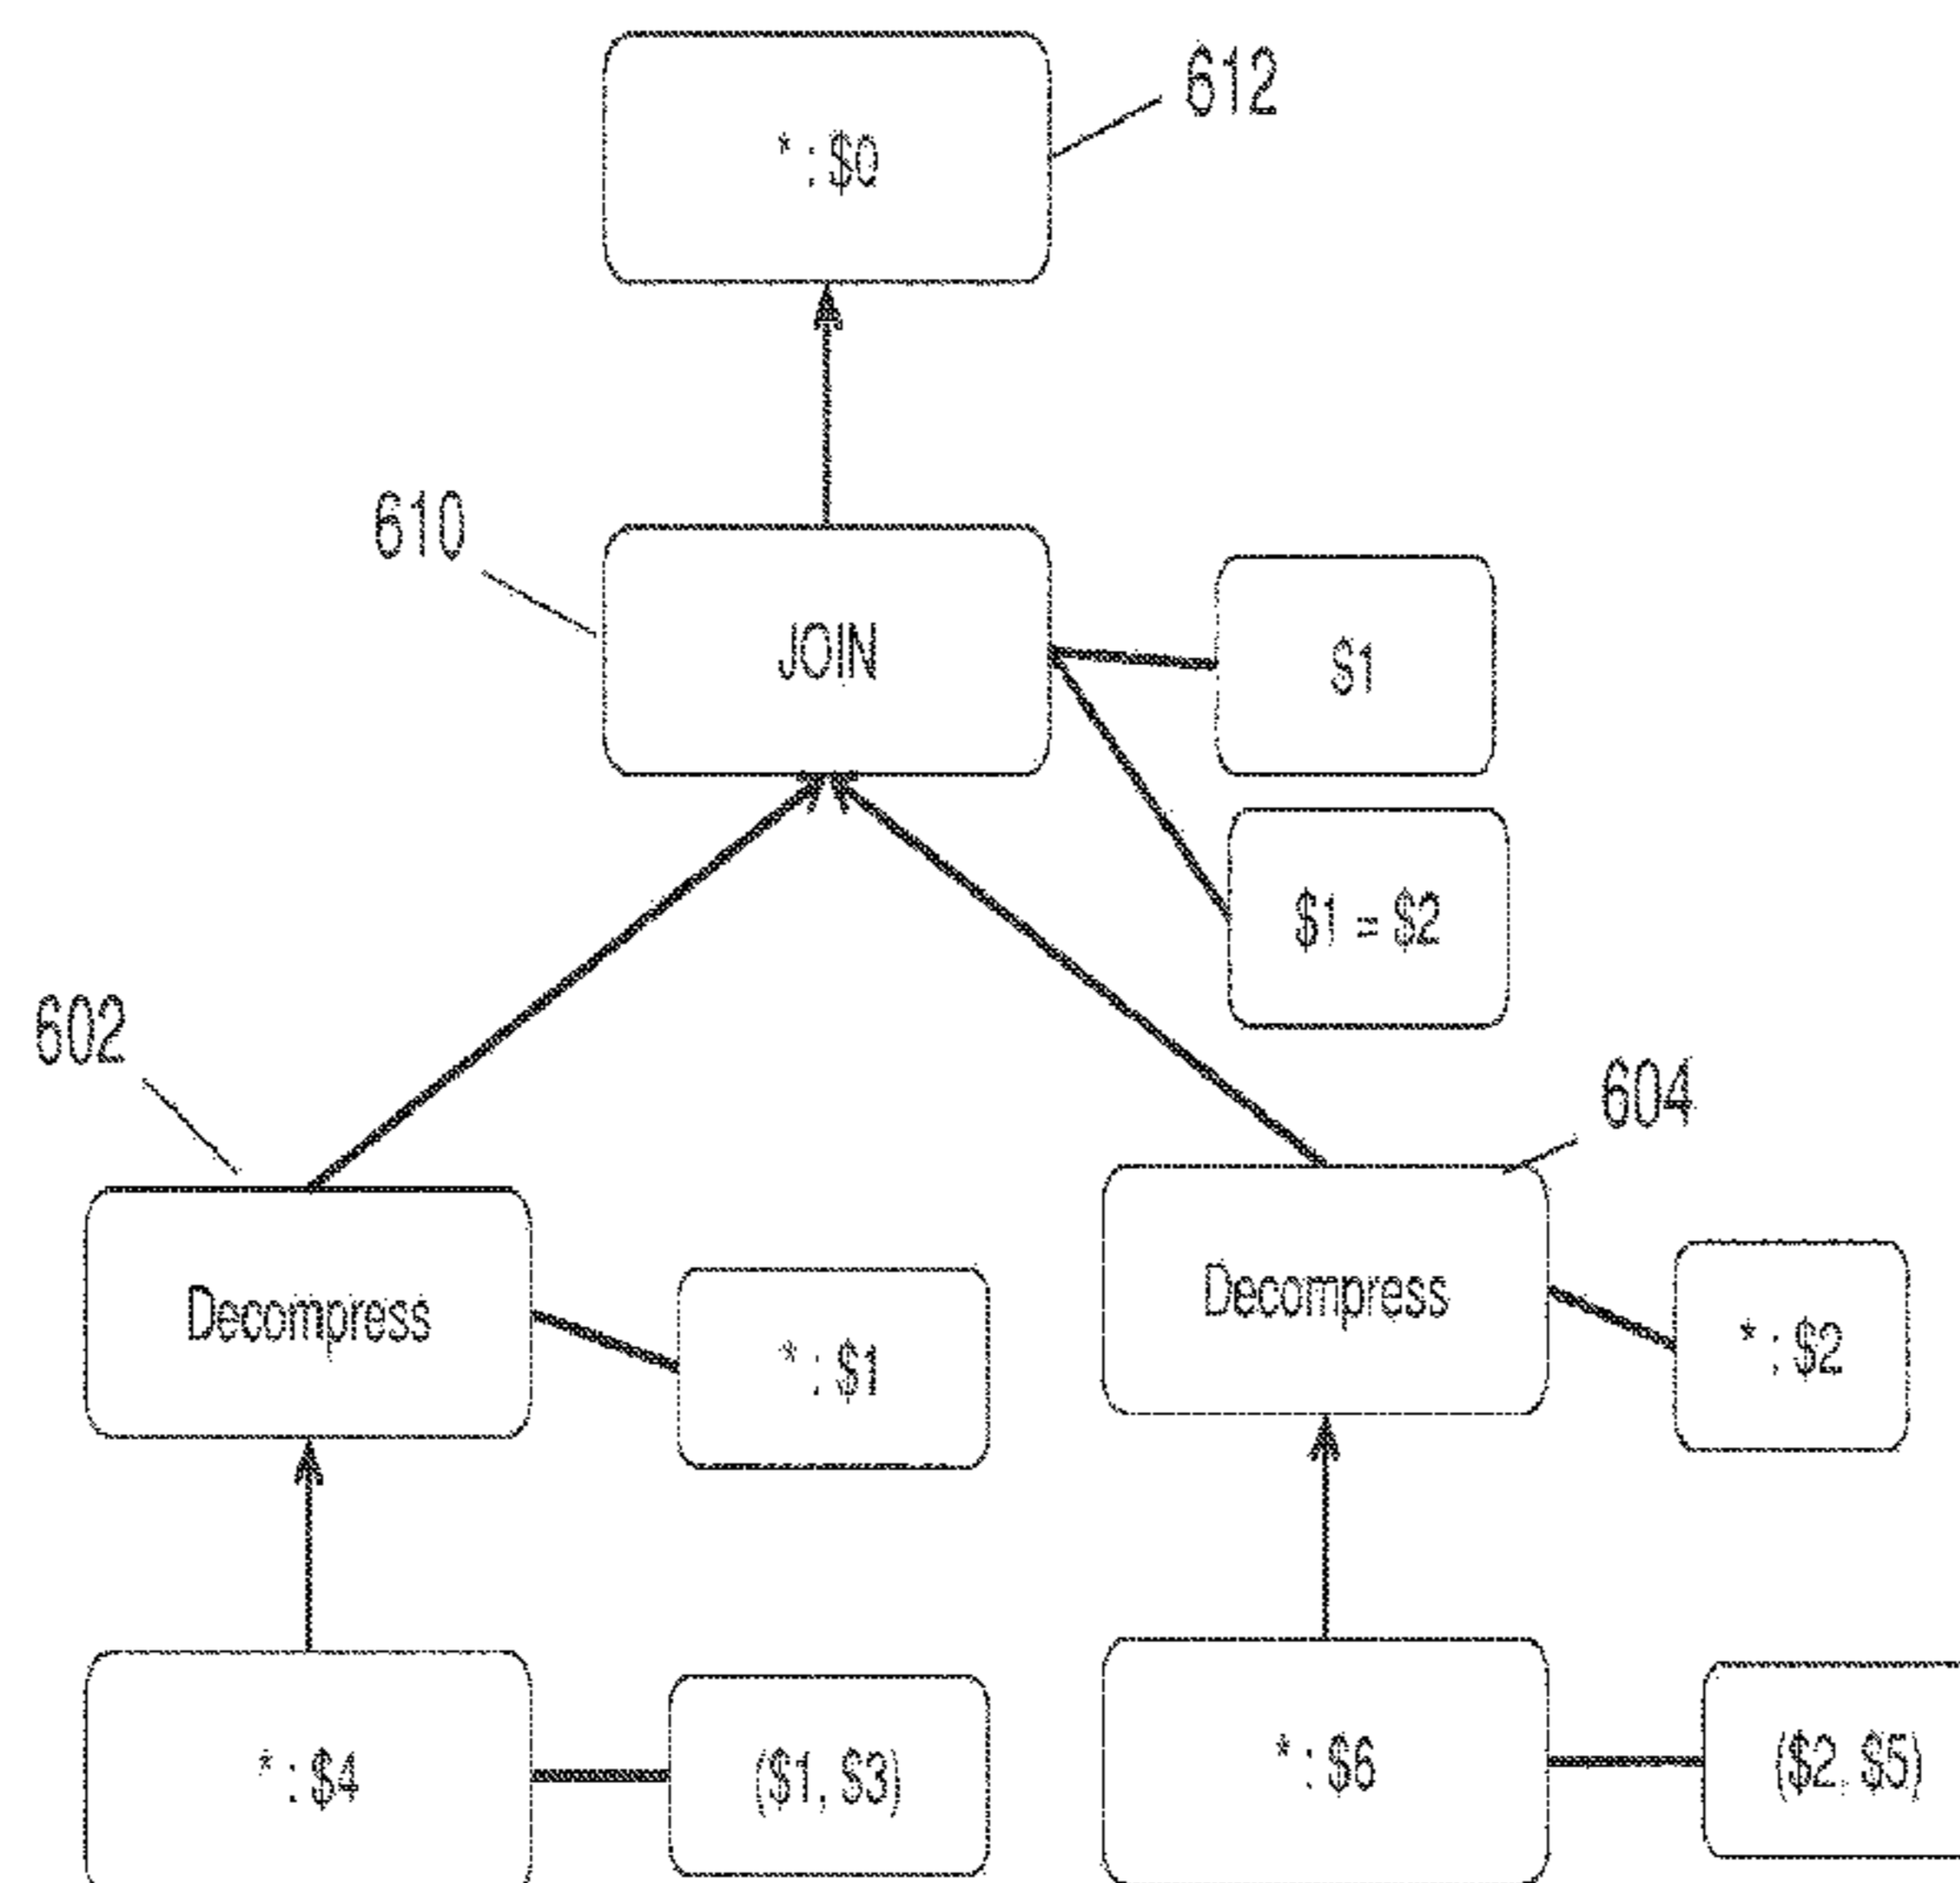 612
* : $0
610
JOIN
$1
$1 = $2
602
604
Decompress
* : $1
Decompress
* : $2
* : $4
($1, $3)
* : $6
($2, $5)